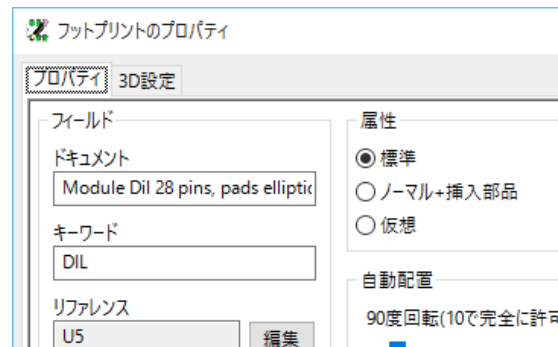 フットプリントのプロパティ
プロパティ 3D設定
フィールド
ドキュメント
Module Dil 28 pins, pads elliptic
キーワード
DIL
リファレンス
U5 編集
属性
標準
ノーマル+挿入部品
仮想
自動配置
90度回転(10で完全に許可